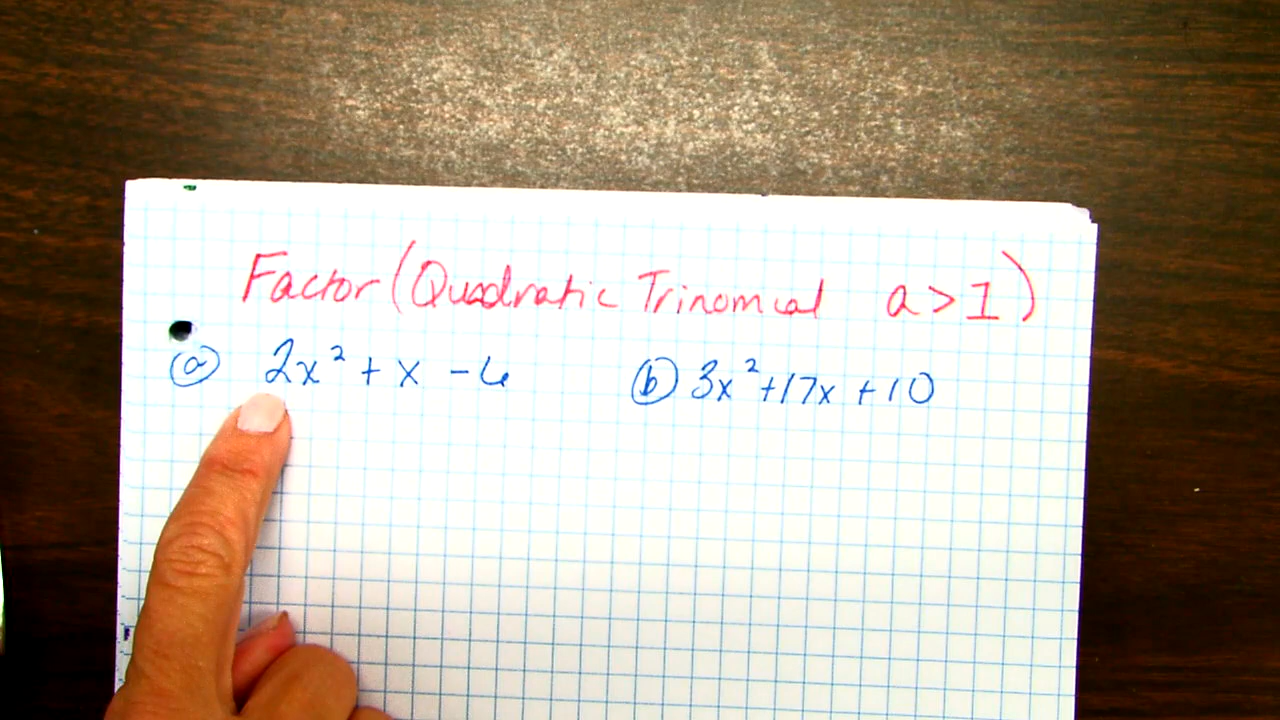 Factor (Quadratic Trinomial a > 1)
ⓐ 2x² + x - 6
ⓑ 3x² + 17x + 10